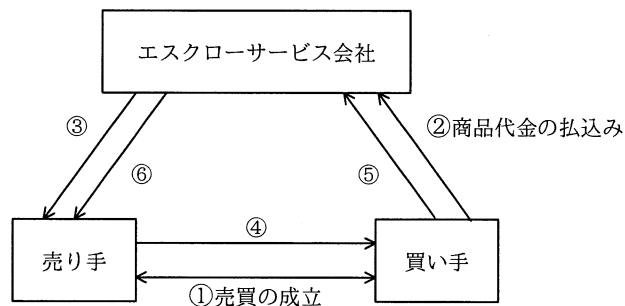 エスクローサービス会社
③
②商品代金の払込み
⑥
⑤
売り手
④
買い手
①売買の成立